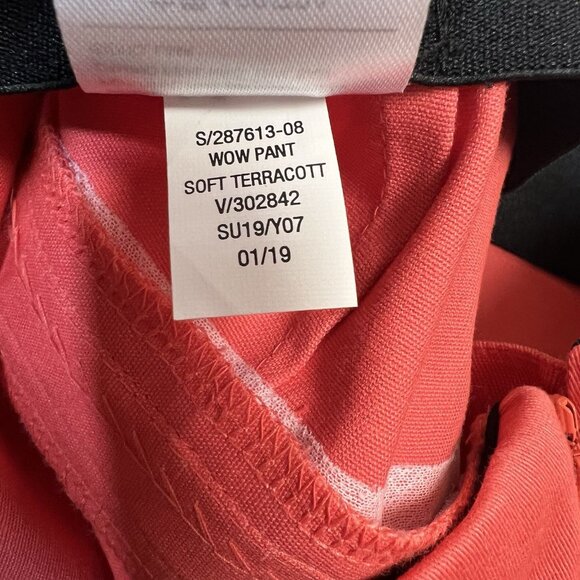 S/287613-08
WOW PANT
SOFT TERRACOTT
V/302842
SU19/Y07
01/19